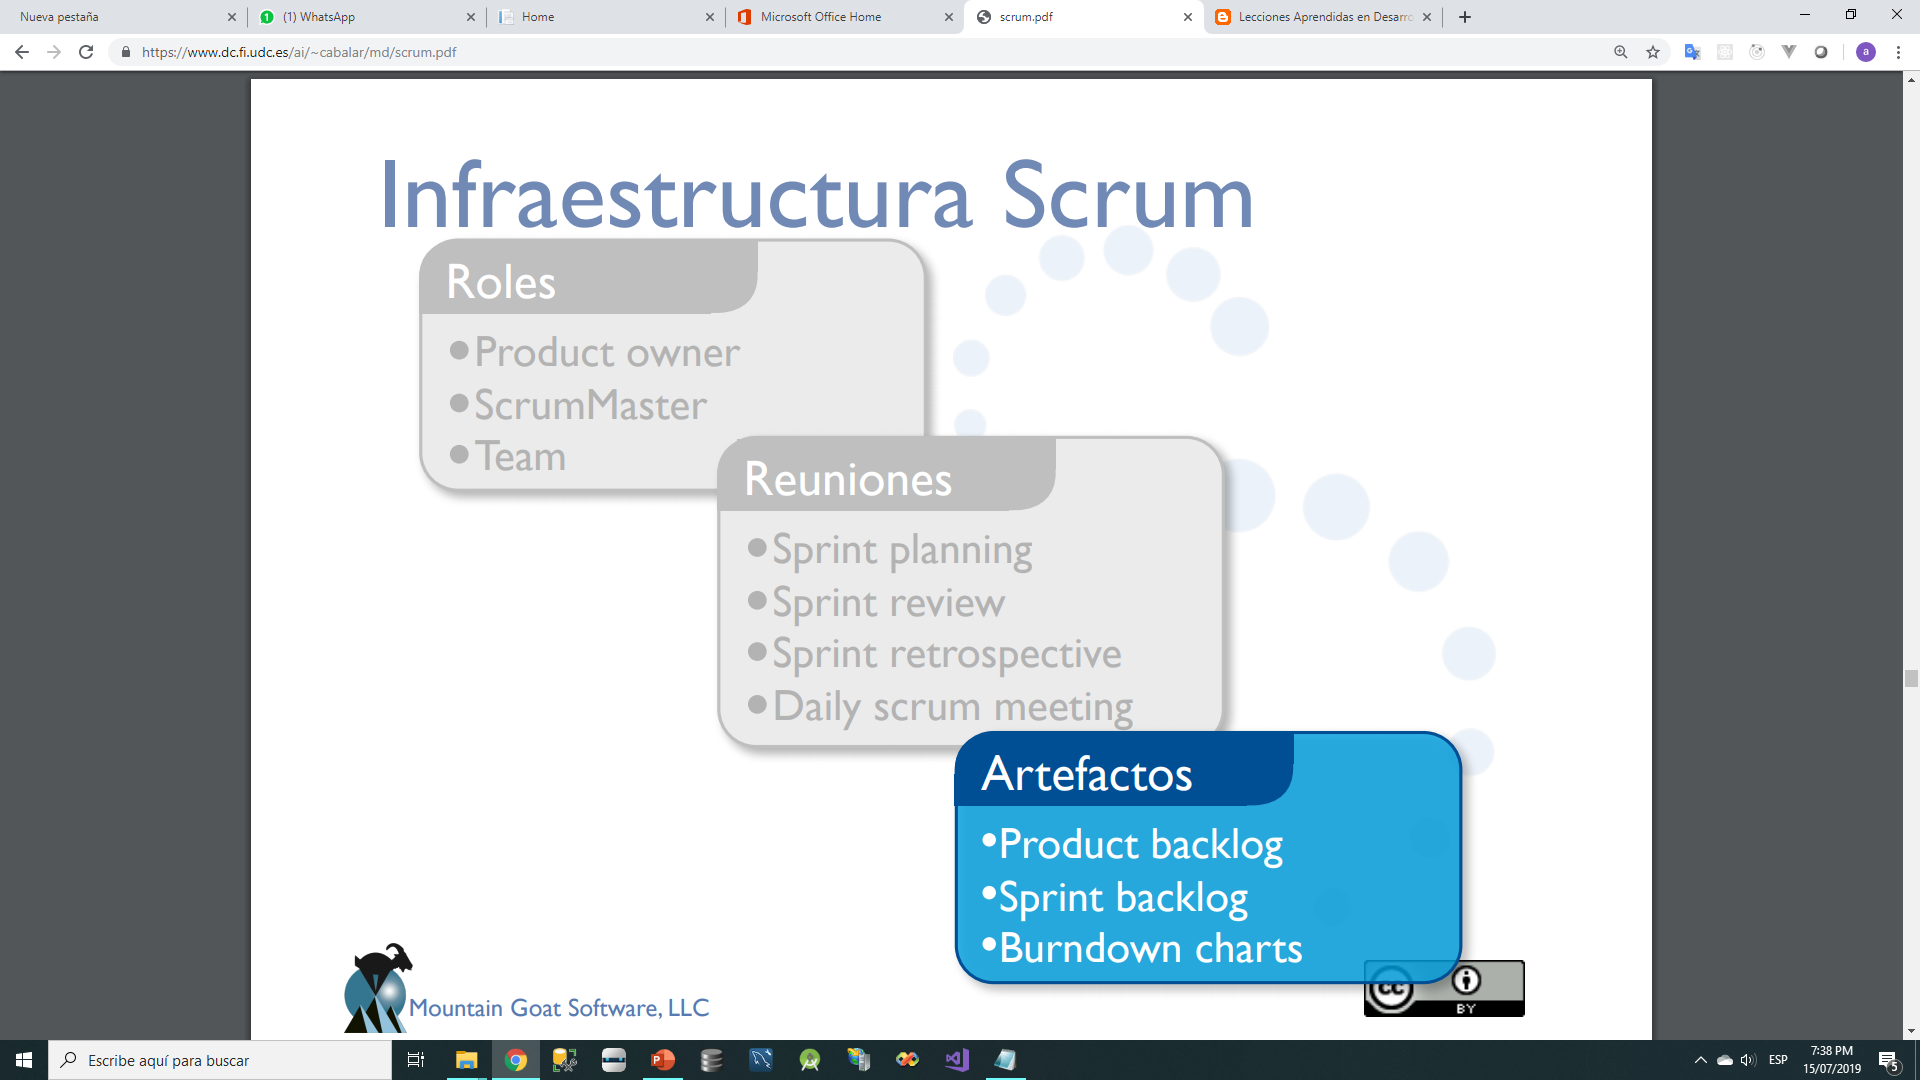 Nueva pestaña
(1) WhatsApp
Home
Microsoft Office Home
scrum.pdf
Lecciones Aprendidas en Desarro
https://www.dc.fi.udc.es/ai/~cabalar/md/scrum.pdf
a
Infraestructura Scrum
Roles
•Product owner
•ScrumMaster
•Team
Reuniones
•Sprint planning
•Sprint review
•Sprint retrospective
•Daily scrum meeting
Artefactos
•Product backlog
•Sprint backlog
•Burndown charts
Mountain Goat Software, LLC
cc
BY
Escribe aquí para buscar
ESP
7:38 PM
15/07/2019
5